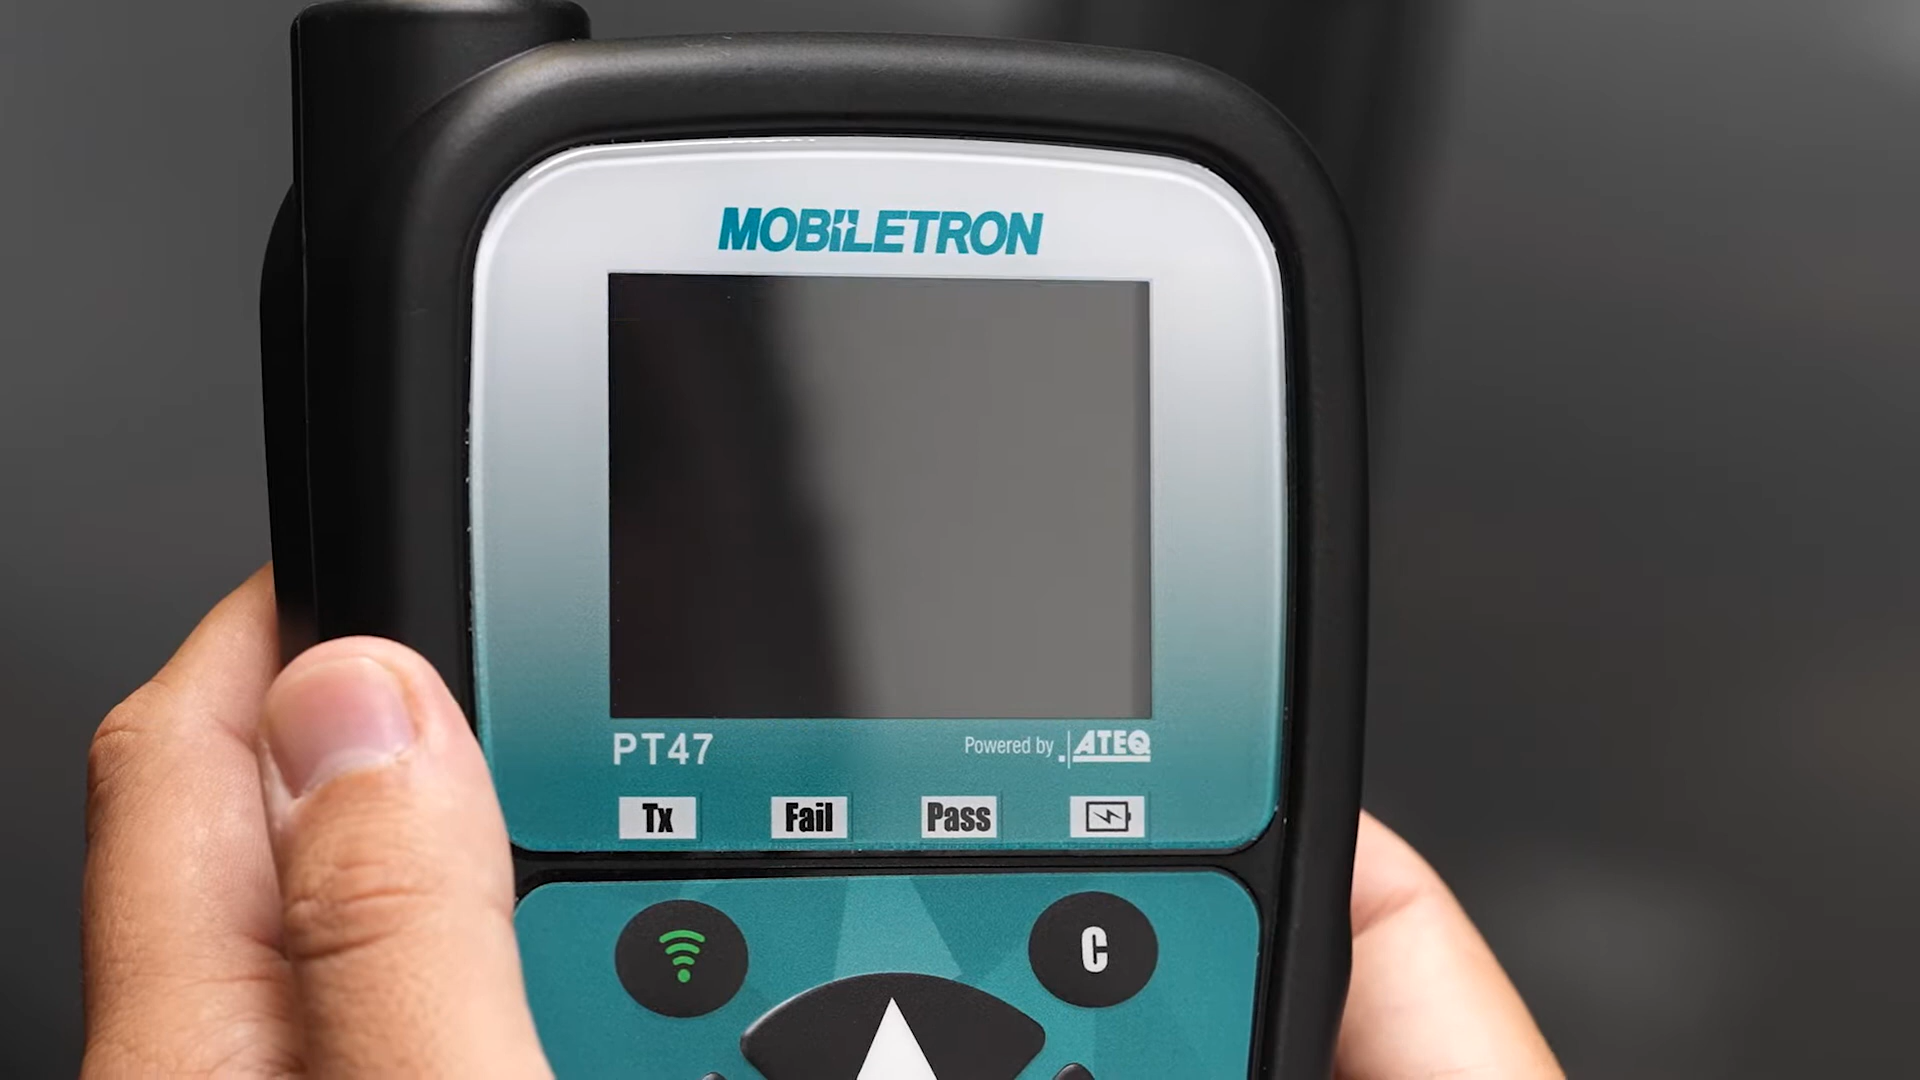 MOBILETRON
PT47
Powered by ATEQ
Tx Fail Pass
C